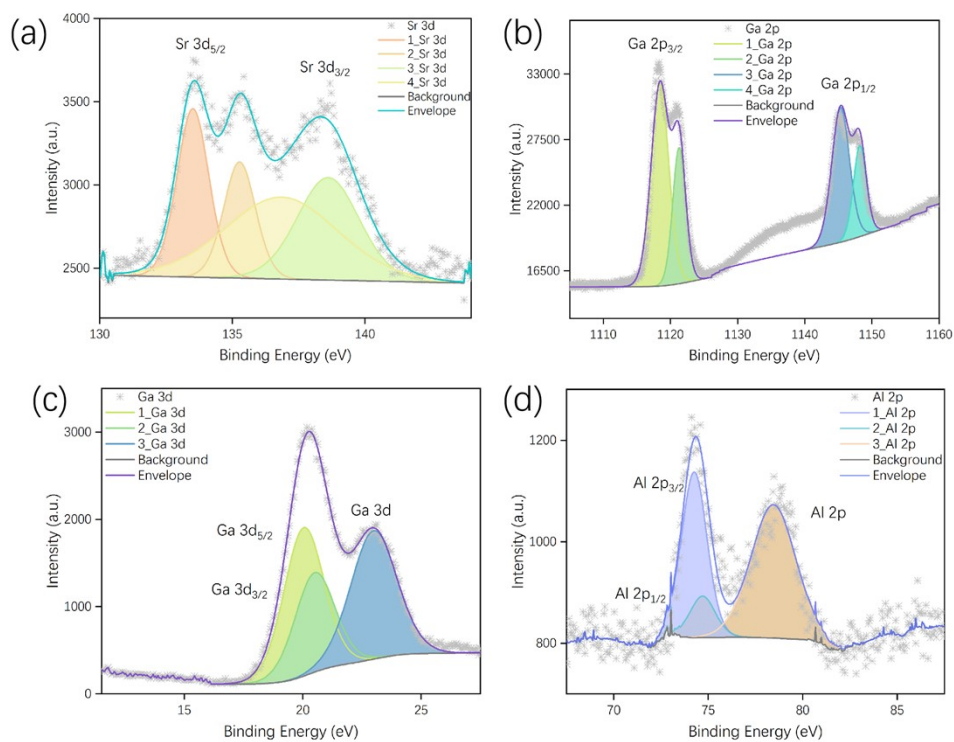 (a)
Sr 3d
1_Sr 3d
2_Sr 3d
3_Sr 3d
4_Sr 3d
Background
Envelope
Sr 3d5/2
Sr 3d3/2
4000
3500
3000
2500
Intensity (a.u.)
130 135 140
Binding Energy (eV)
(b)
Ga 2p
1_Ga 2p
2_Ga 2p
3_Ga 2p
4_Ga 2p
Background
Envelope
Ga 2p3/2
Ga 2p1/2
33000
27500
22000
16500
Intensity (a.u.)
1110 1120 1130 1140 1150 1160
Binding Energy (eV)
(c)
Ga 3d
1_Ga 3d
2_Ga 3d
3_Ga 3d
Background
Envelope
Ga 3d
Ga 3d5/2
Ga 3d3/2
3000
2000
1000
0
Intensity (a.u.)
15 20 25
Binding Energy (eV)
(d)
Al 2p
1_Al 2p
2_Al 2p
3_Al 2p
Background
Envelope
Al 2p3/2
Al 2p
Al 2p1/2
1200
1000
800
Intensity (a.u.)
70 75 80 85
Binding Energy (eV)